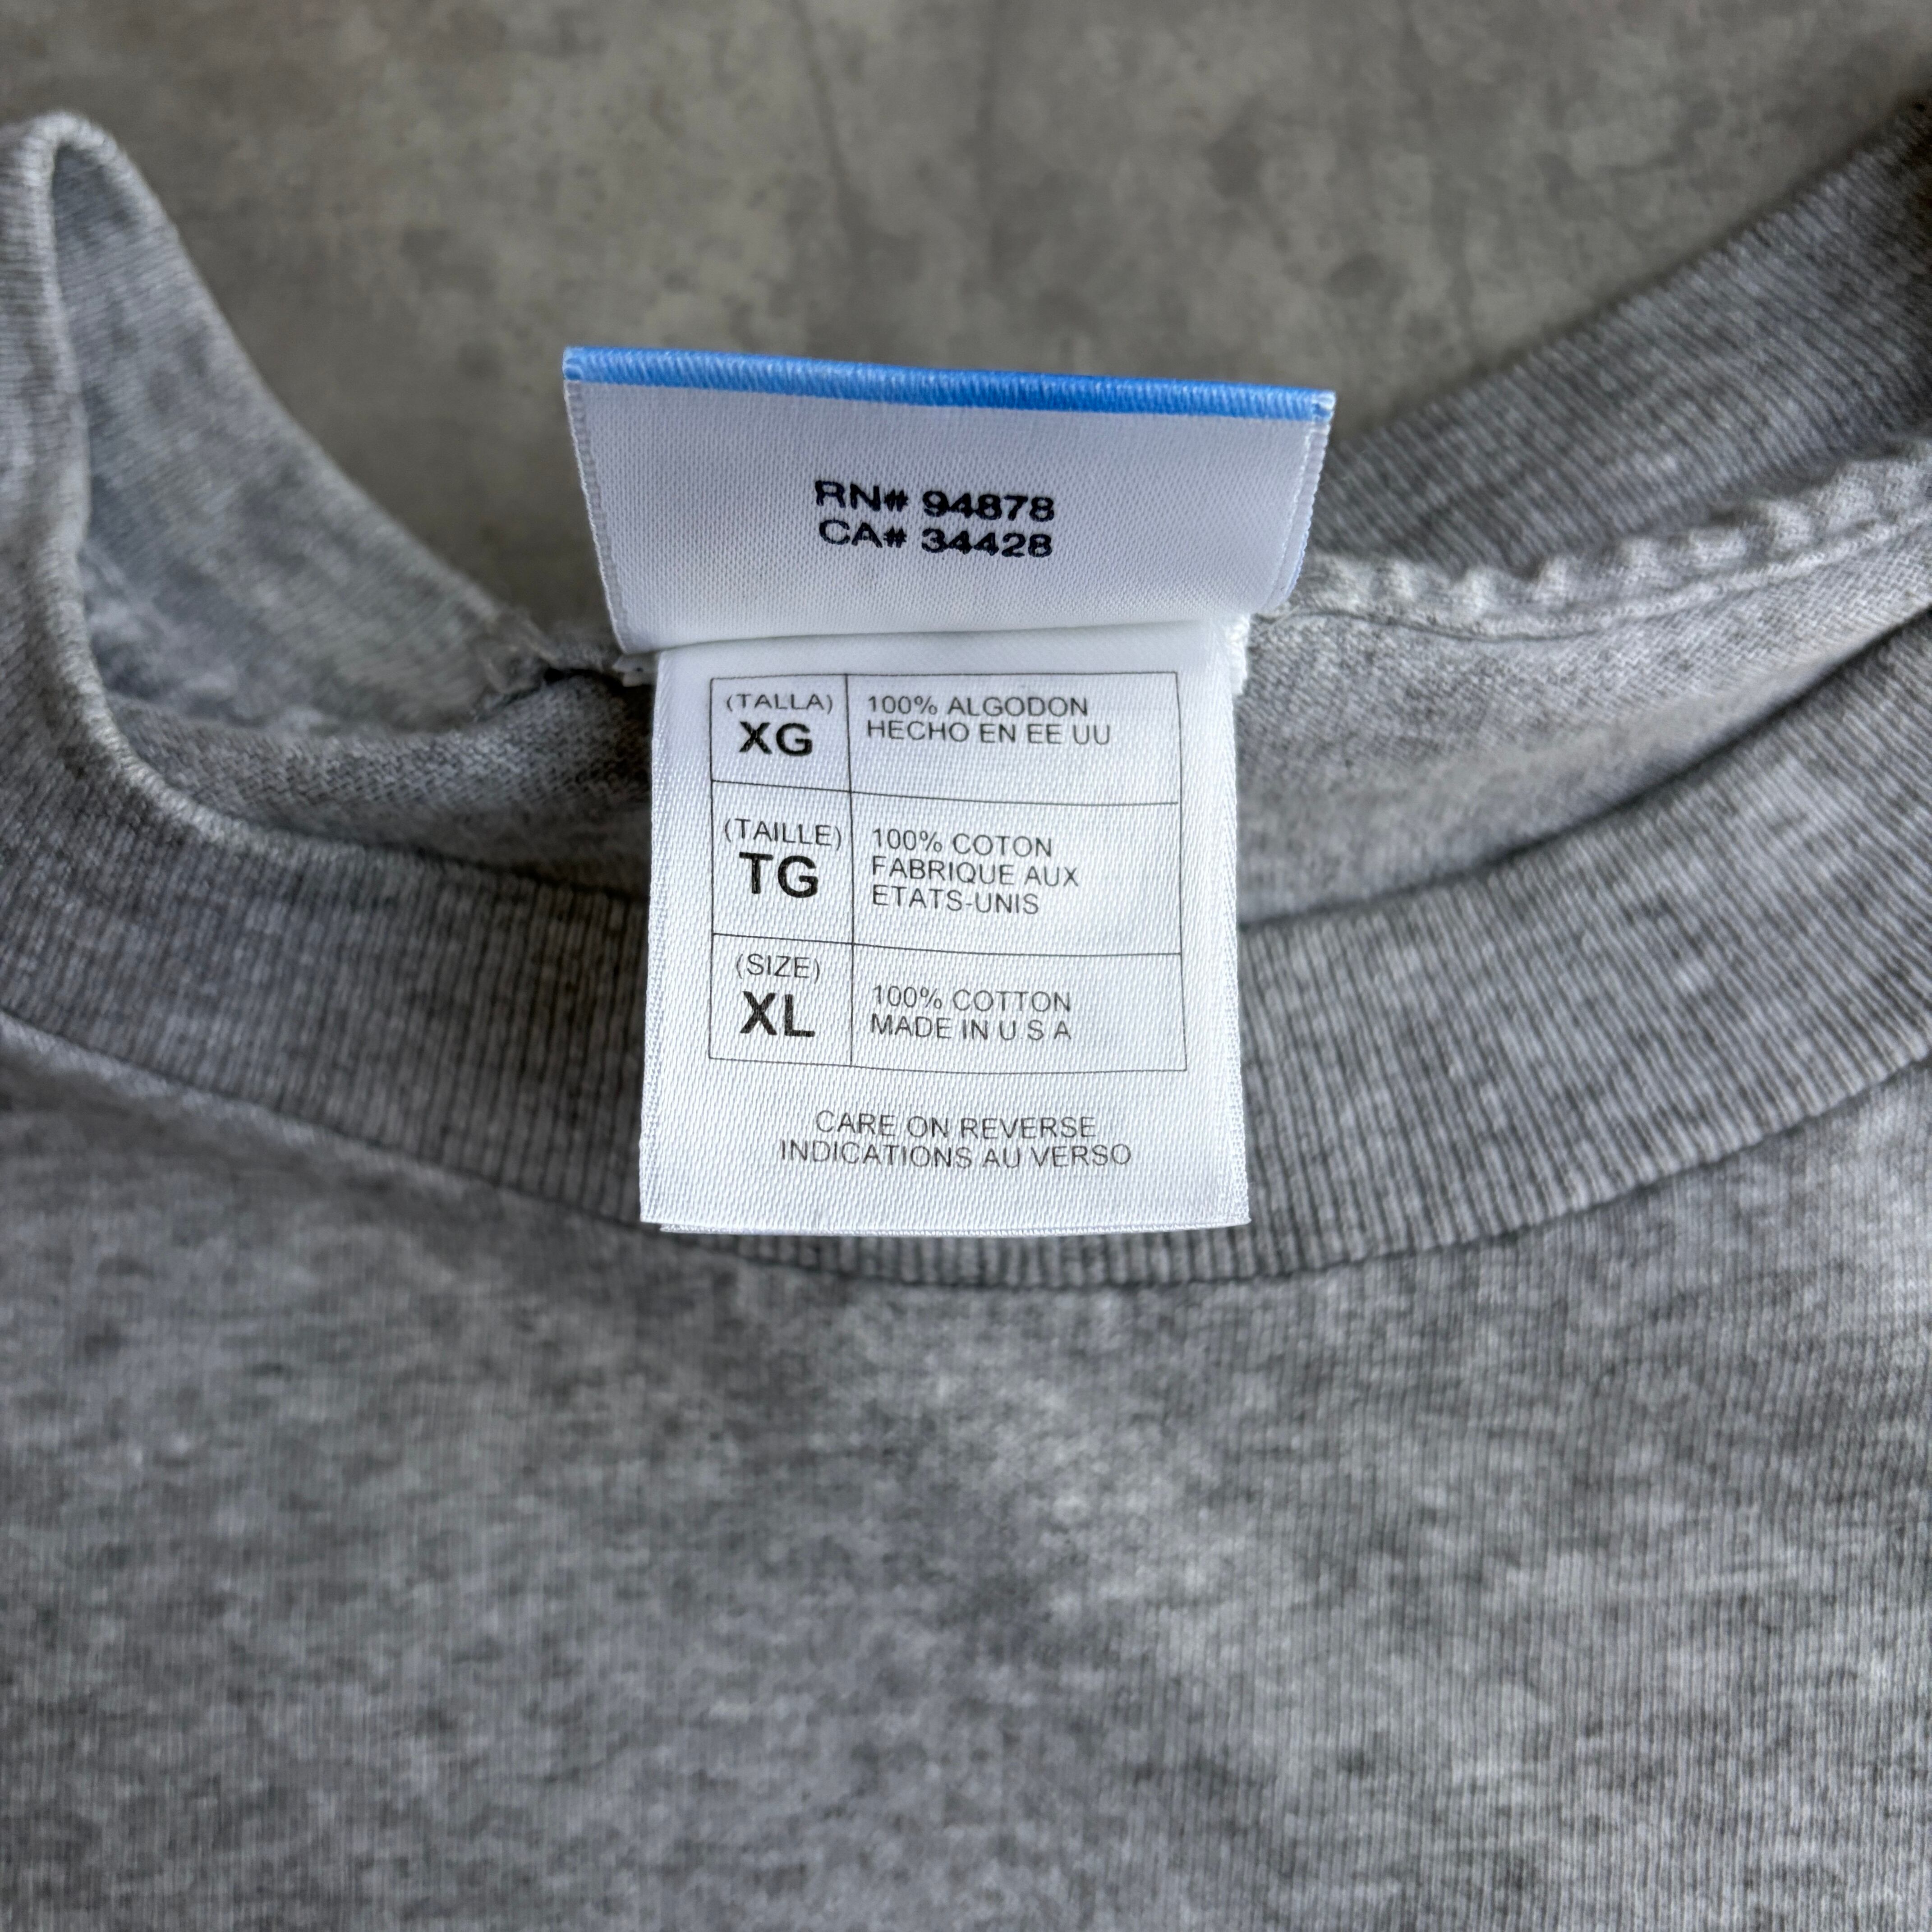 RN# 94878
CA# 34428
(TALLA)
XG
100% ALGODON
HECHO EN EE UU
(TAILLE)
TG
100% COTON
FABRIQUE AUX
ETATS-UNIS
(SIZE)
XL
100% COTTON
MADE IN U S A
CARE ON REVERSE
INDICATIONS AU VERSO